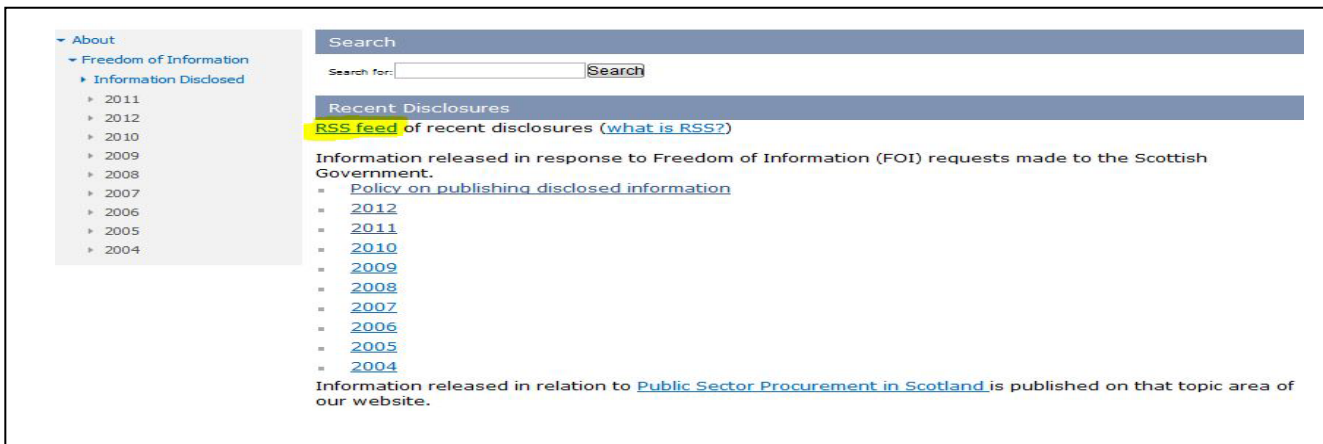 About
Freedom of Information
Information Disclosed
2011
2012
2010
2009
2008
2007
2006
2005
2004
Search
Search for:
Search
Recent Disclosures
RSS feed of recent disclosures (what is RSS?)
Information released in response to Freedom of Information (FOI) requests made to the Scottish
Government.
Policy on publishing disclosed information
2012
2011
2010
2009
2008
2007
2006
2005
2004
Information released in relation to Public Sector Procurement in Scotland is published on that topic area of
our website.